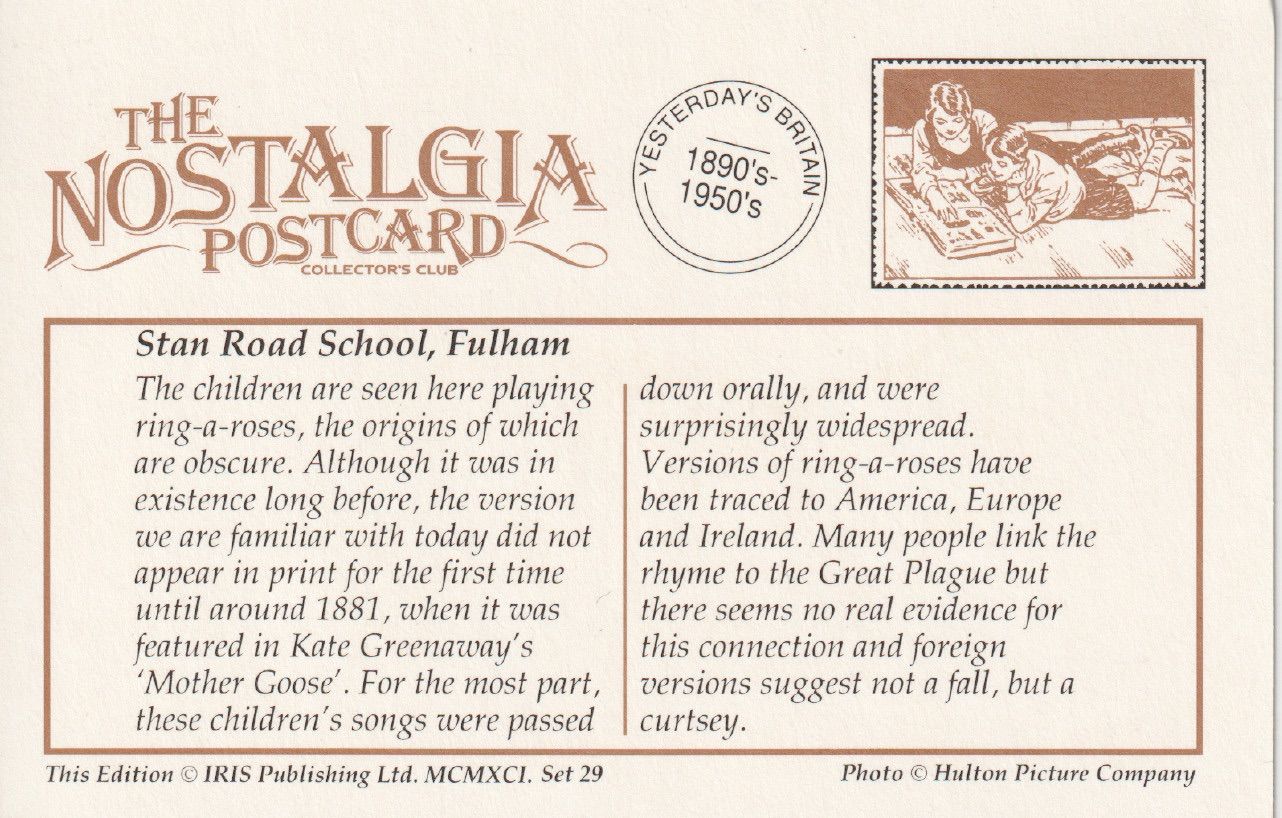 THE
NOSTALGIA
POSTCARD
COLLECTOR'S CLUB
YESTERDAY'S BRITAIN
1890's-
1950's
Stan Road School, Fulham
The children are seen here playing
ring-a-roses, the origins of which
are obscure. Although it was in
existence long before, the version
we are familiar with today did not
appear in print for the first time
until around 1881, when it was
featured in Kate Greenaway's
'Mother Goose'. For the most part,
these children's songs were passed
down orally, and were
surprisingly widespread.
Versions of ring-a-roses have
been traced to America, Europe
and Ireland. Many people link the
rhyme to the Great Plague but
there seems no real evidence for
this connection and foreign
versions suggest not a fall, but a
curtsey.
This Edition © IRIS Publishing Ltd. MCMXCI. Set 29
Photo © Hulton Picture Company